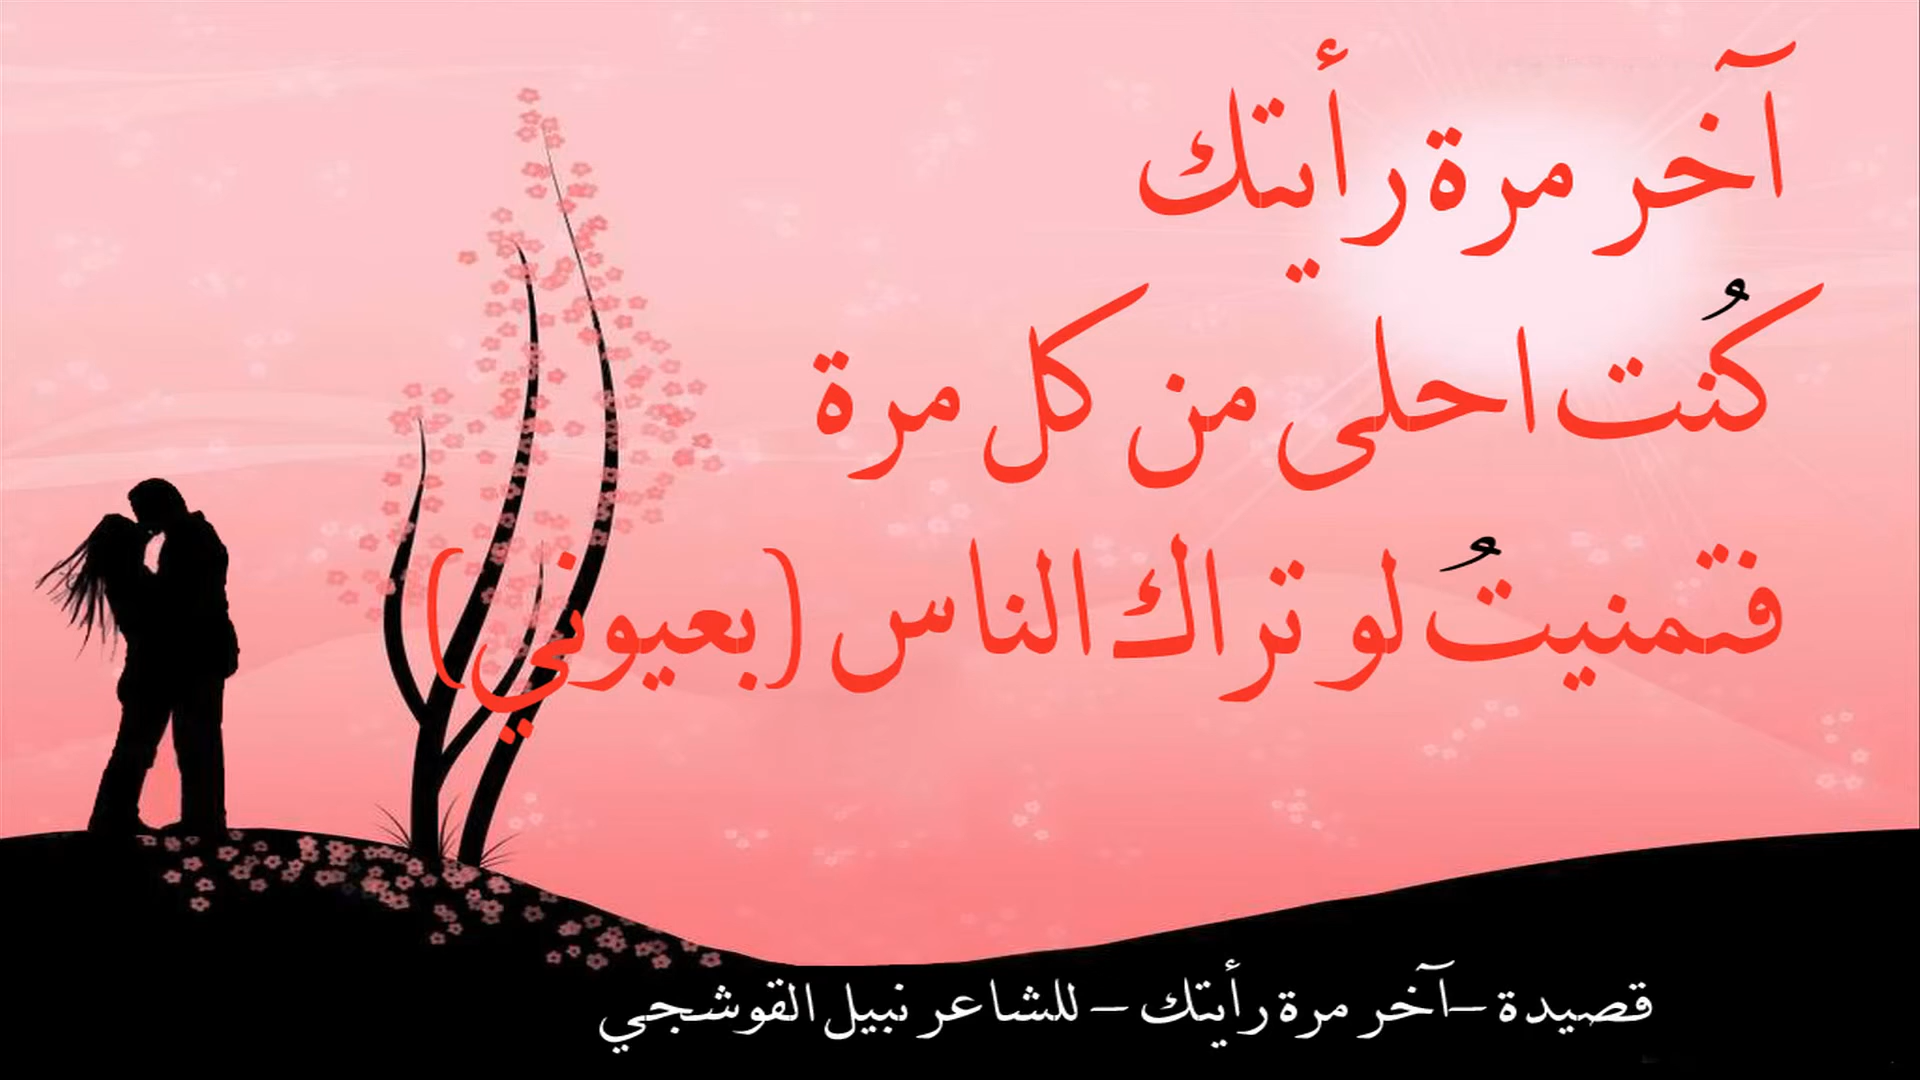 آخر مرة رأيتك
كُنت احلى من كل مرة
فتمنيتُ لو تراك الناس (بعيوني)
قصيدة –آخر مرة رأيتك – للشاعر نبيل القوشجي